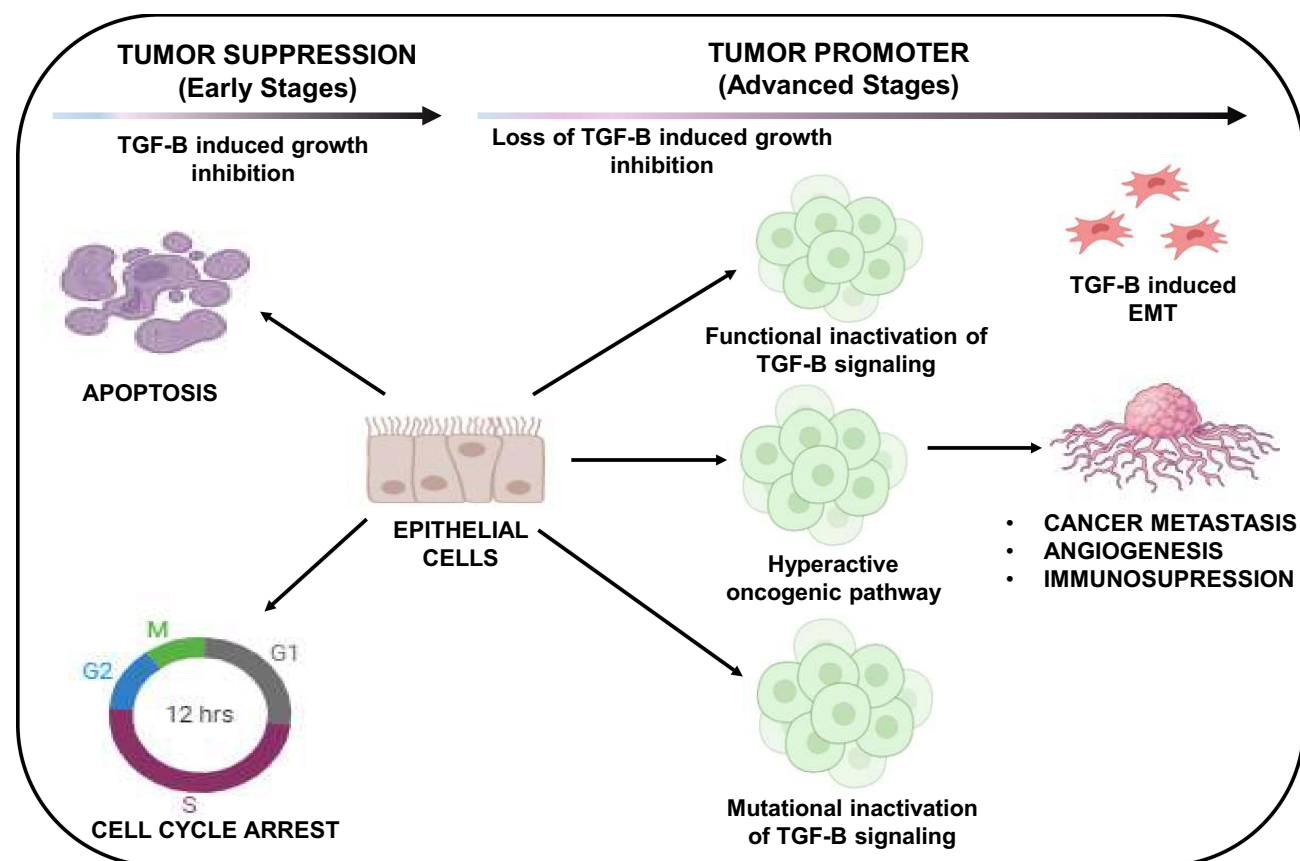 TUMOR SUPPRESSION
(Early Stages)
TUMOR PROMOTER
(Advanced Stages)
TGF-B induced growth
inhibition
Loss of TGF-B induced growth
inhibition
APOPTOSIS
Functional inactivation of
TGF-B signaling
TGF-B induced
EMT
EPITHELIAL
CELLS
Hyperactive
oncogenic pathway
• CANCER METASTASIS
• ANGIOGENESIS
• IMMUNOSUPRESSION
M
G1
G2
12 hrs
S
CELL CYCLE ARREST
Mutational inactivation
of TGF-B signaling